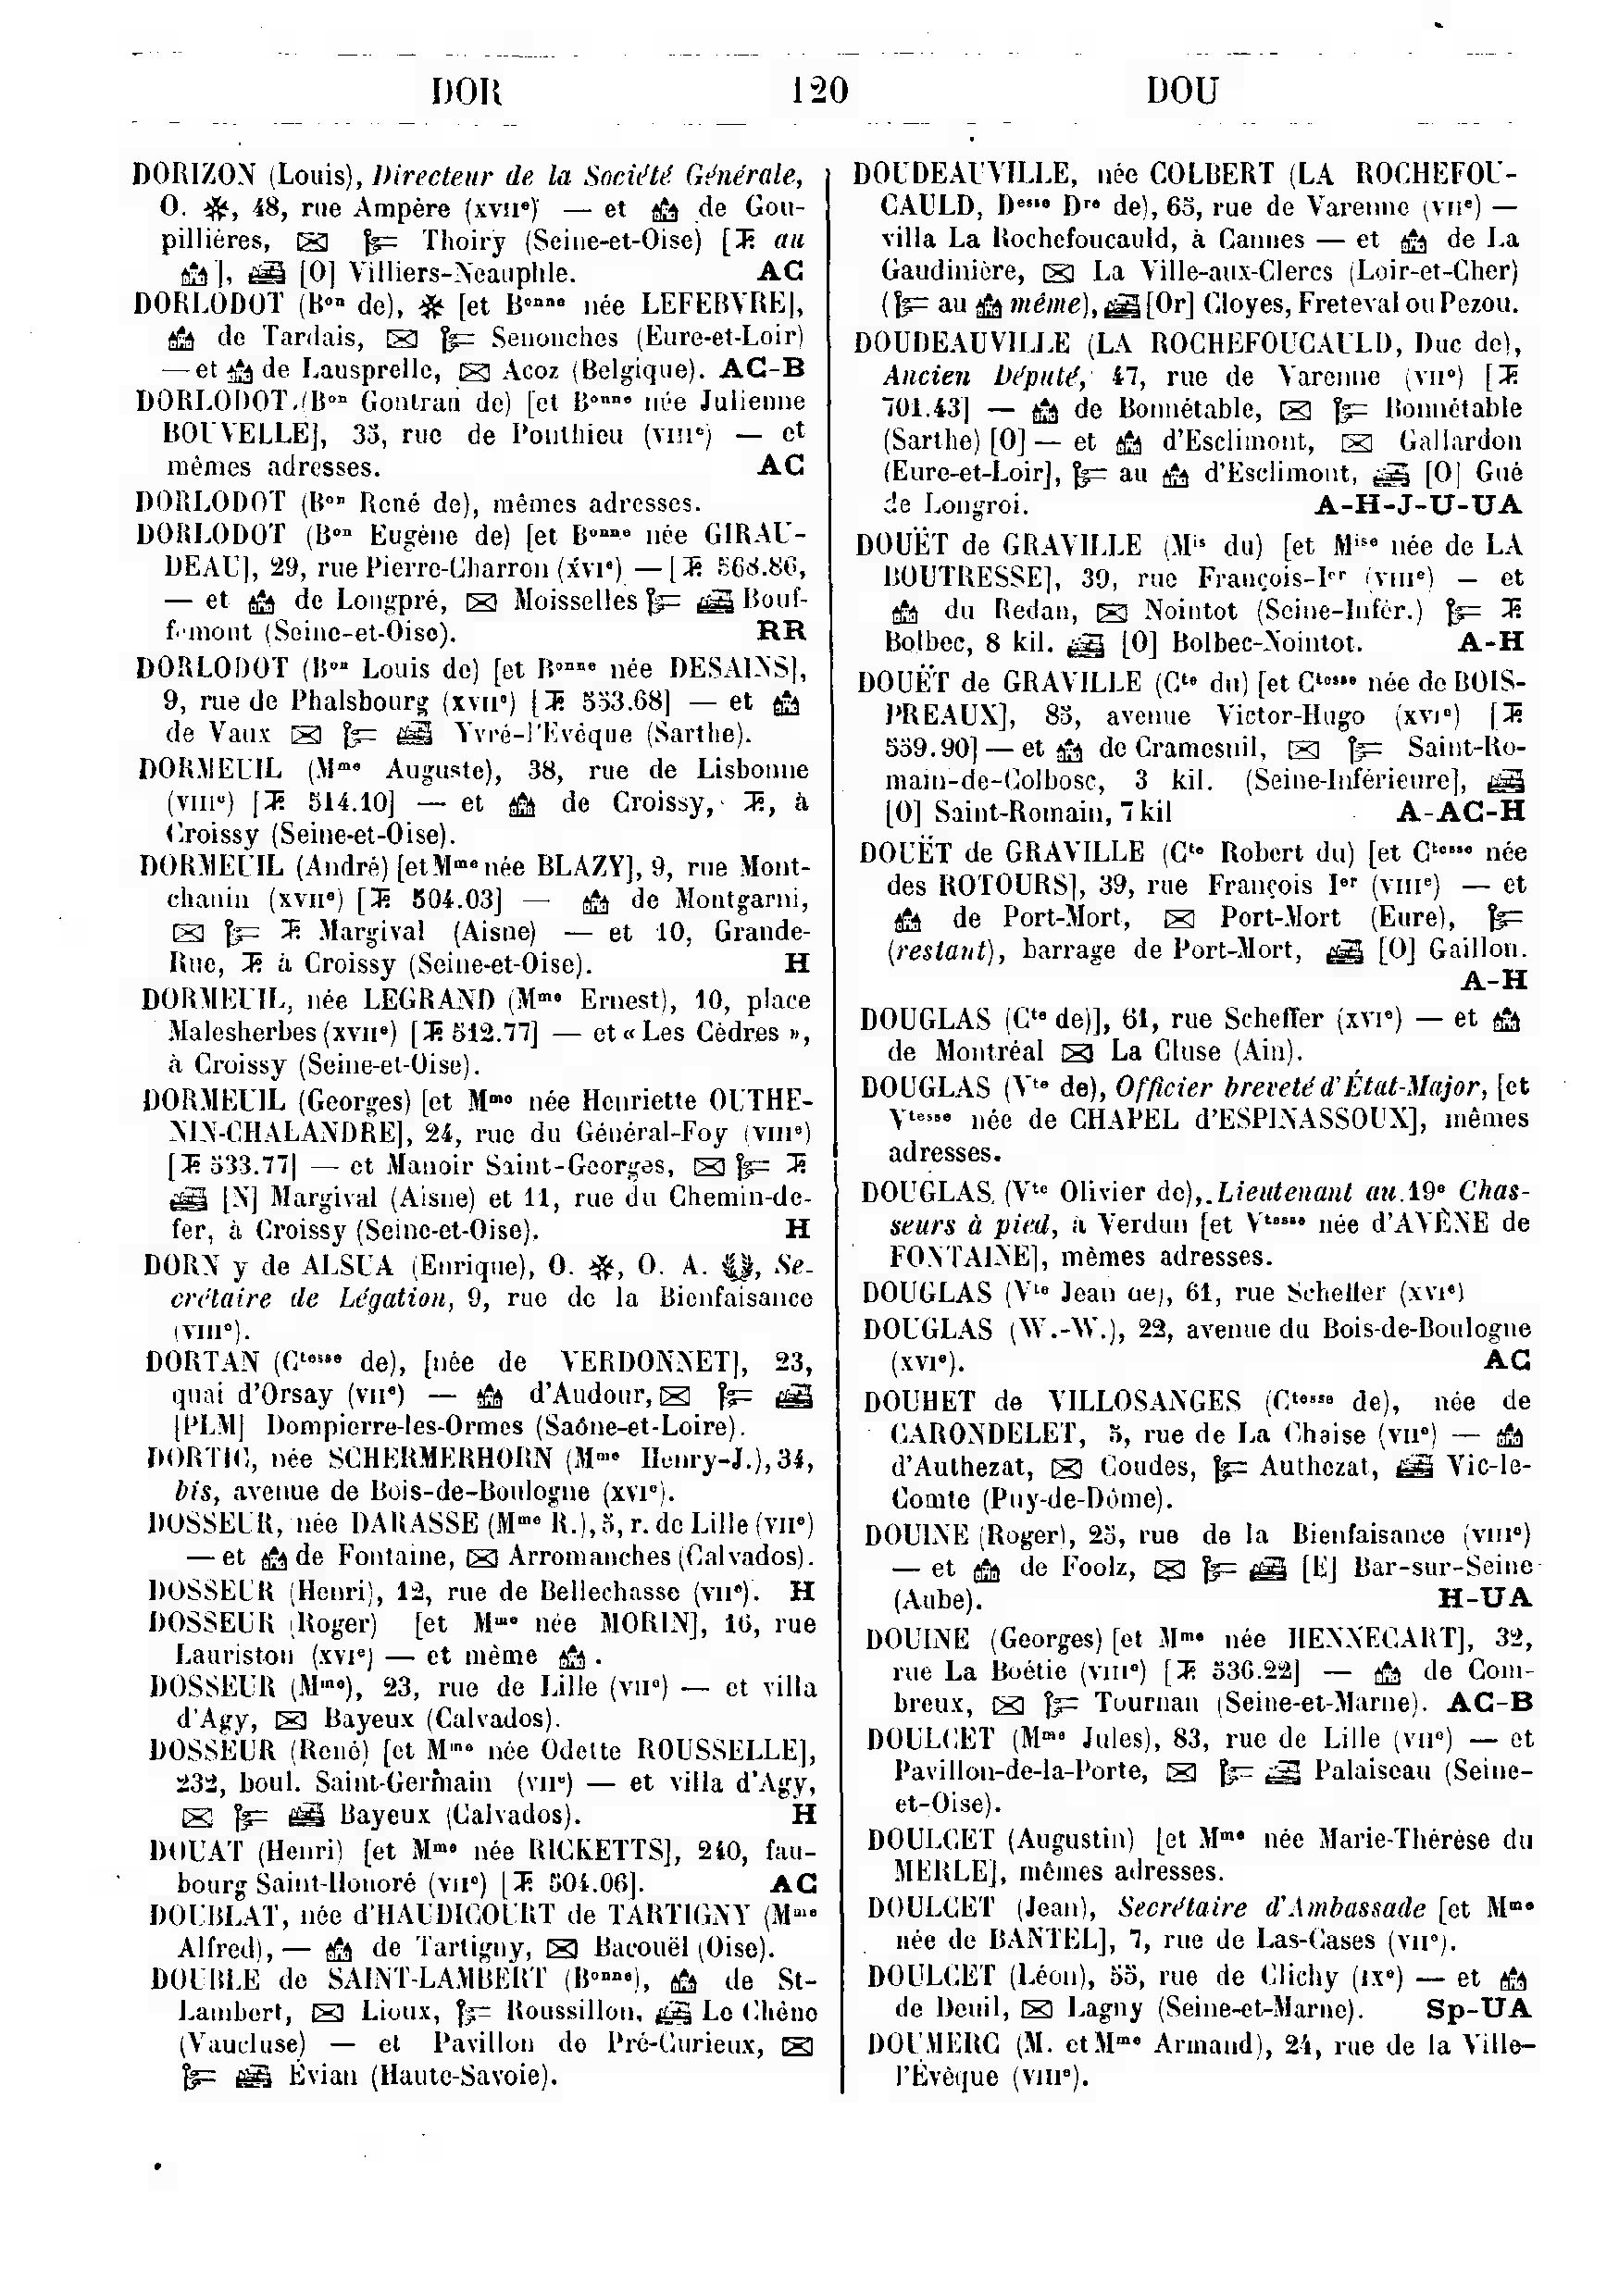 DOR 120 DOU
DORIZON (Louis), Directeur de la Société Générale,
O. ✻, 48, rue Ampère (XVIIe) — et de Gou-
pillières, Thoiry (Seine-et-Oise) [T. au
], [O] Villiers-Neauphle. AC
DORLODOT (Bon de), ✻ [et Bonne née LEFEBVRE],
de Tardais, Senonches (Eure-et-Loir)
— et de Lausprelle, Acoz (Belgique). AC-B
DORLODOT (Bon Gontran de) [et Bonne née Julienne
BOUVELLE], 35, rue de Ponthieu (VIIIe) — et
mêmes adresses. AC
DORLODOT (Bon René de), mêmes adresses.
DORLODOT (Bon Eugène de) [et Bonne née GIRAU-
DEAU], 29, rue Pierre-Charron (XVIe) — [T. 568.86,
— et de Longpré, Moisselles Bouf-
femont (Seine-et-Oise). RR
DORLODOT (Bon Louis de) [et Bonne née DESAINS],
9, rue de Phalsbourg (XVIIe) [T. 553.68] — et
de Vaux Yvré-l'Evêque (Sarthe).
DORMEUIL (Mme Auguste), 38, rue de Lisbonne
(VIIIe) [T. 514.10] — et de Croissy, T., à
Croissy (Seine-et-Oise).
DORMEUIL (André) [et Mme née BLAZY], 9, rue Mont-
chanin (XVIIe) [T. 504.03] — de Montgarni,
T. Margival (Aisne) — et 10, Grande-
Rue, T. à Croissy (Seine-et-Oise). H
DORMEUIL, née LEGRAND (Mme Ernest), 10, place
Malesherbes (XVIIe) [T. 512.77] — et « Les Cèdres »,
à Croissy (Seine-et-Oise).
DORMEUIL (Georges) [et Mme née Henriette OUTHE-
NIN-CHALANDRE], 24, rue du Général-Foy (VIIIe)
[T. 533.77] — et Manoir Saint-Georges, T.
[N] Margival (Aisne) et 11, rue du Chemin-de-
fer, à Croissy (Seine-et-Oise). H
DORN y de ALSUA (Enrique), O. ✻, O. A. , Se-
crétaire de Légation, 9, rue de la Bienfaisance
(VIIIe).
DORTAN (Ctesse de), [née de VERDONNET], 23,
quai d'Orsay (VIIe) — d'Audour,
[PLM] Dompierre-les-Ormes (Saône-et-Loire).
DORTIC, née SCHERMERHORN (Mme Henry-J.), 34,
bis, avenue de Bois-de-Boulogne (XVIe).
DOSSEUR, née DARASSE (Mme R.), 5, r. de Lille (VIIe)
— et de Fontaine, Arromanches (Calvados).
DOSSEUR (Henri), 12, rue de Bellechasse (VIIe). H
DOSSEUR (Roger) [et Mme née MORIN], 16, rue
Lauriston (XVIe) — et même .
DOSSEUR (Mme), 23, rue de Lille (VIIe) — et villa
d'Agy, Bayeux (Calvados).
DOSSEUR (René) [et Mme née Odette ROUSSELLE],
232, boul. Saint-Germain (VIIe) — et villa d'Agy,
Bayeux (Calvados). H
DOUAT (Henri) [et Mme née RICKETTS], 240, fau-
bourg Saint-Honoré (VIIe) [T. 504.06]. AC
DOUBLAT, née d'HAUDICOURT de TARTIGNY (Mme
Alfred), — de Tartigny, Bacouël (Oise).
DOUBLE de SAINT-LAMBERT (Bonne), de St-
Lambert, Lioux, Roussillon, Le Chêne
(Vaucluse) — et Pavillon de Pré-Curieux,
Évian (Haute-Savoie).
DOUDEAUVILLE, née COLBERT (LA ROCHEFOU-
CAULD, Desse Dre de), 65, rue de Varenne (VIIe) —
villa La Rochefoucauld, à Cannes — et de La
Gaudinière, La Ville-aux-Clercs (Loir-et-Cher)
( au même), [Or] Cloyes, Freteval ou Pezou.
DOUDEAUVILLE (LA ROCHEFOUCAULD, Duc de),
Ancien Député, 47, rue de Varenne (VIIe) [T.
701.43] — de Bonnétable, Bonnétable
(Sarthe) [O] — et d'Esclimont, Gallardon
(Eure-et-Loir], au d'Esclimont, [O] Gué
de Longroi. A-H-J-U-UA
DOUËT de GRAVILLE (Mis du) [et Mise née de LA
BOUTRESSE], 39, rue François-Ier (VIIIe) — et
du Redan, Nointot (Seine-Infér.) T.
Bolbec, 8 kil. [O] Bolbec-Nointot. A-H
DOUËT de GRAVILLE (Cte du) [et Ctesse née de BOIS-
PREAUX], 85, avenue Victor-Hugo (XVIe) [T.
559.90] — et de Cramesnil, Saint-Ro-
main-de-Colbosc, 3 kil. (Seine-Inférieure],
[O] Saint-Romain, 7 kil A-AC-H
DOUËT de GRAVILLE (Cte Robert du) [et Ctesse née
des ROTOURS], 39, rue François Ier (VIIIe) — et
de Port-Mort, Port-Mort (Eure),
(restant), barrage de Port-Mort, [O] Gaillon.
A-H
DOUGLAS (Cte de)], 61, rue Scheffer (XVIe) — et
de Montréal La Cluse (Ain).
DOUGLAS (Vte de), Officier breveté d'État-Major, [et
Vtesse née de CHAPEL d'ESPINASSOUX], mêmes
adresses.
DOUGLAS (Vte Olivier de), Lieutenant au 19e Chas-
seurs à pied, à Verdun [et Vtesse née d'AVÈNE de
FONTAINE], mêmes adresses.
DOUGLAS (Vte Jean de), 61, rue Scheffer (XVIe)
DOUGLAS (W.-W.), 22, avenue du Bois-de-Boulogne
(XVIe). AC
DOUHET de VILLOSANGES (Ctesse de), née de
CARONDELET, 5, rue de La Chaise (VIIe) —
d'Authezat, Coudes, Authezat, Vic-le-
Comte (Puy-de-Dôme).
DOUINE (Roger), 25, rue de la Bienfaisance (VIIIe)
— et de Foolz, [E] Bar-sur-Seine
(Aube). H-UA
DOUINE (Georges) [et Mme née HENNECART], 32,
rue La Boétie (VIIIe) [T. 536.22] — de Com-
breux, Tournan (Seine-et-Marne). AC-B
DOULCET (Mme Jules), 83, rue de Lille (VIIe) — et
Pavillon-de-la-Porte, Palaiseau (Seine-
et-Oise).
DOULCET (Augustin) [et Mme née Marie-Thérèse du
MERLE], mêmes adresses.
DOULCET (Jean), Secrétaire d'Ambassade [et Mme
née de BANTEL], 7, rue de Las-Cases (VIIe).
DOULCET (Léon), 55, rue de Clichy (IXe) — et
de Deuil, Lagny (Seine-et-Marne). Sp-UA
DOUMERC (M. et Mme Armand), 24, rue de la Ville-
l'Évêque (VIIIe).